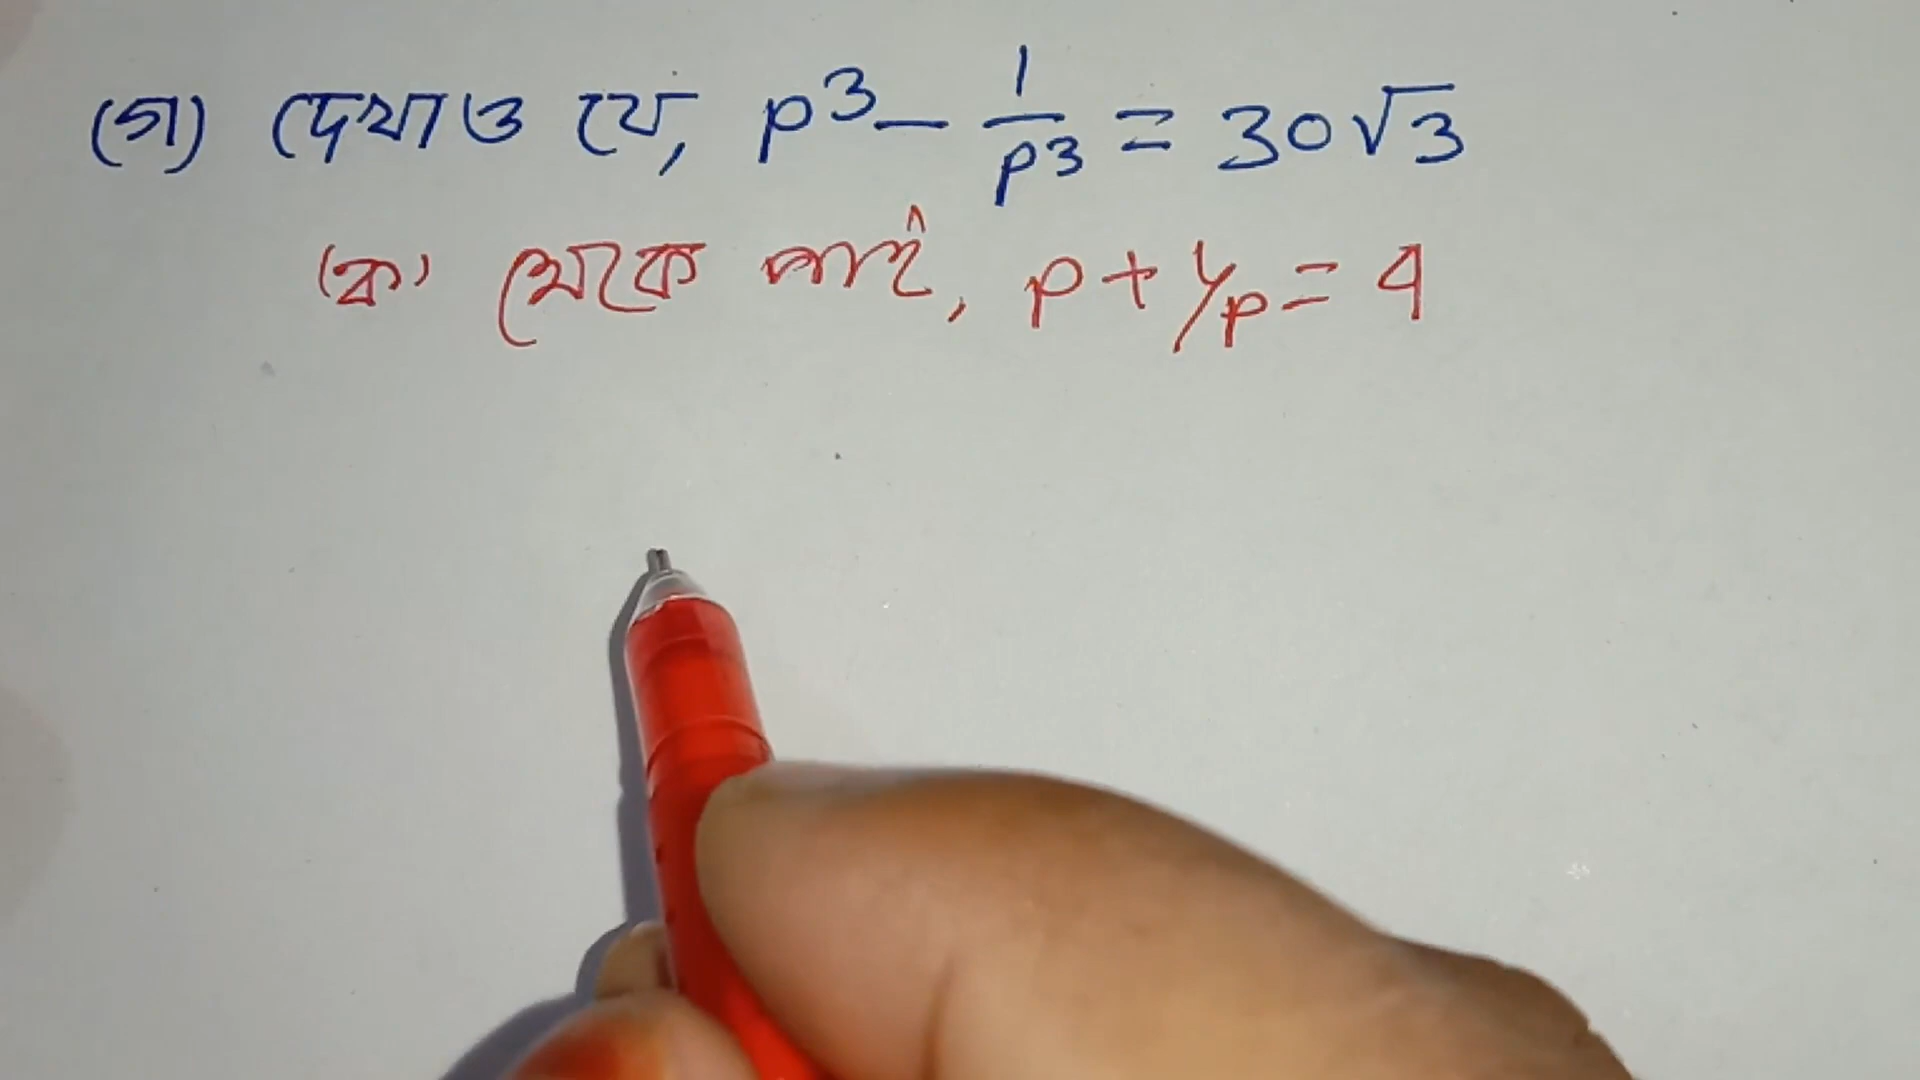 (গ) দেখাও যে, p³ - 1/p³ = 30√3
(ক) থেকে পাই, p + 1/p = 4